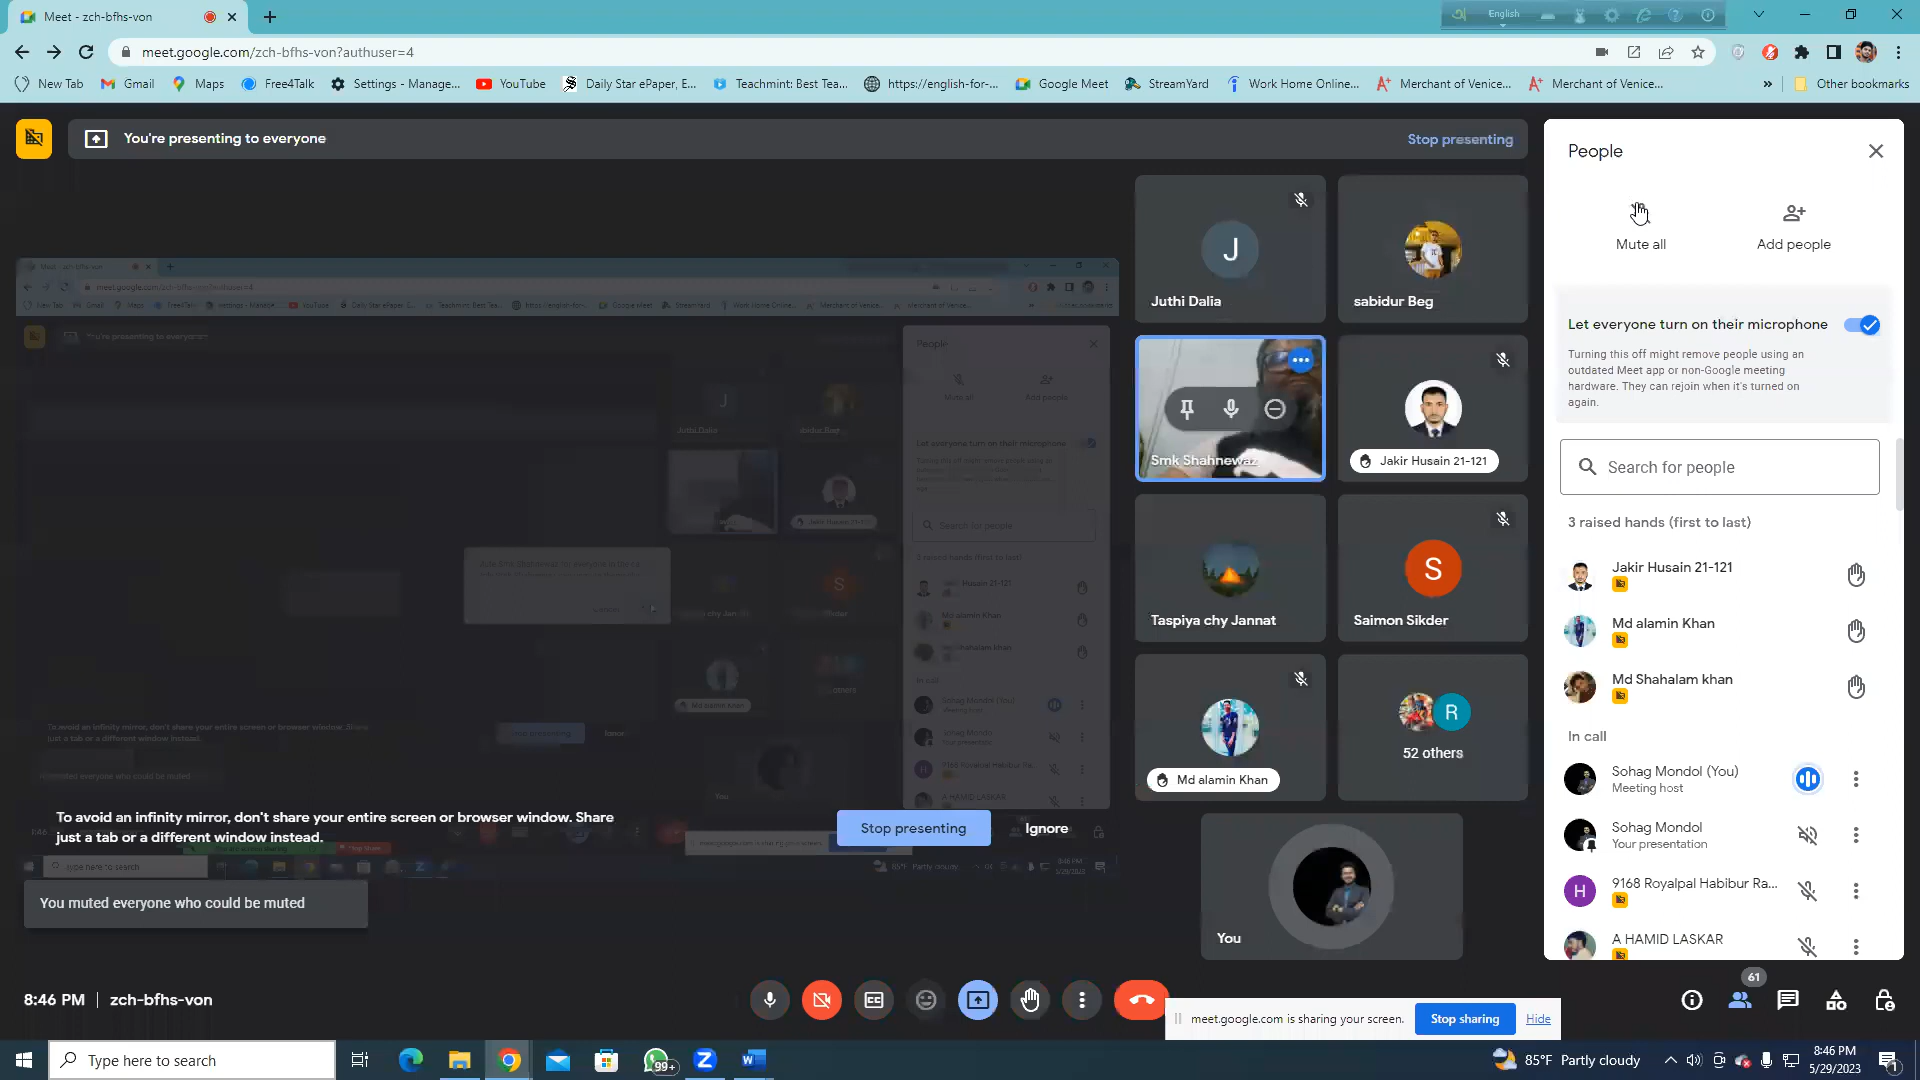 Meet - zch-bfhs-von
English
meet.google.com/zch-bfhs-von?authuser=4
New Tab
Gmail
Maps
Free4Talk
Settings - Manage...
YouTube
Daily Star ePaper, E...
Teachmint: Best Tea...
https://english-for-...
Google Meet
StreamYard
Work Home Online...
Merchant of Venice...
Merchant of Venice...
Other bookmarks
You're presenting to everyone
Stop presenting
Juthi Dalia
sabidur Beg
Smk Shahnewaz
Jakir Husain 21-121
Taspiya chy Jannat
S
Saimon Sikder
J
Md alamin Khan
R
52 others
You
People
Mute all
Add people
Let everyone turn on their microphone
Turning this off might remove people using an
outdated Meet app or non-Google meeting
hardware. They can rejoin when it's turned on
again.
Search for people
3 raised hands (first to last)
Jakir Husain 21-121
Md alamin Khan
Md Shahalam khan
In call
Sohag Mondol (You)
Meeting host
Sohag Mondol
Your presentation
H
9168 Royalpal Habibur Ra...
A HAMID LASKAR
To avoid an infinity mirror, don't share your entire screen or browser window. Share
just a tab or a different window instead.
Stop presenting
Ignore
You muted everyone who could be muted
8:46 PM | zch-bfhs-von
61
meet.google.com is sharing your screen.
Stop sharing
Hide
Type here to search
99+
85°F Partly cloudy
8:46 PM
5/29/2023
1